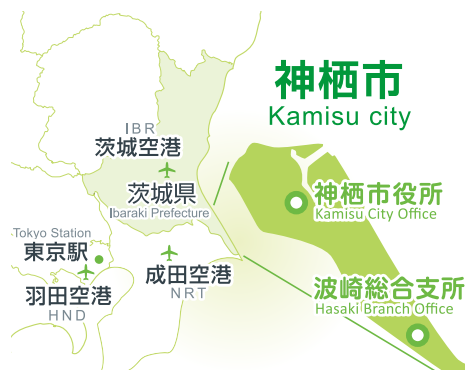 神栖市
Kamisu city
IBR
茨城空港
茨城県
Ibaraki Prefecture
神栖市役所
Kamisu City Office
Tokyo Station
東京駅
成田空港
NRT
羽田空港
HND
波崎総合支所
Hasaki Branch Office